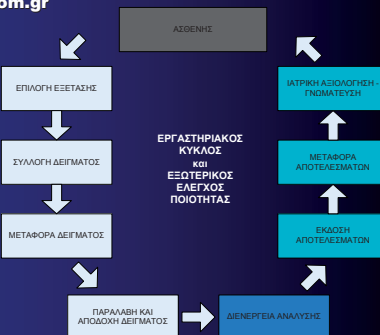 om.gr
ΑΣΘΕΝΗΣ
ΕΠΙΛΟΓΗ ΕΞΕΤΑΣΗΣ
ΣΥΛΛΟΓΗ ΔΕΙΓΜΑΤΟΣ
ΜΕΤΑΦΟΡΑ ΔΕΙΓΜΑΤΟΣ
ΠΑΡΑΛΑΒΗ ΚΑΙ
ΑΠΟΔΟΧΗ ΔΕΙΓΜΑΤΟΣ
ΔΙΕΝΕΡΓΕΙΑ ΑΝΑΛΥΣΗΣ
ΕΚΔΟΣΗ
ΑΠΟΤΕΛΕΣΜΑΤΩΝ
ΜΕΤΑΦΟΡΑ
ΑΠΟΤΕΛΕΣΜΑΤΩΝ
ΙΑΤΡΙΚΗ ΑΞΙΟΛΟΓΗΣΗ -
ΓΝΩΜΑΤΕΥΣΗ
ΕΡΓΑΣΤΗΡΙΑΚΟΣ
ΚΥΚΛΟΣ
και
ΕΞΩΤΕΡΙΚΟΣ
ΕΛΕΓΧΟΣ
ΠΟΙΟΤΗΤΑΣ